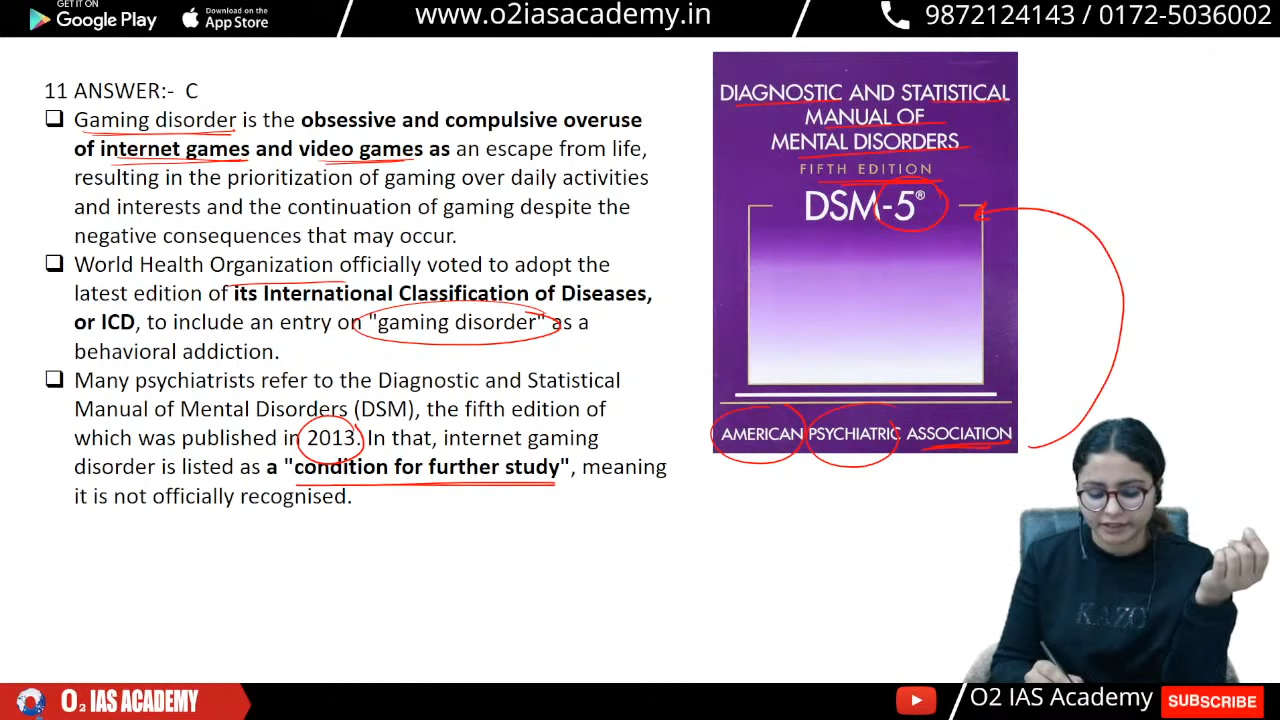 GET IT ON
Google Play
Download on the
App Store
www.o2iasacademy.in
9872124143 / 0172-5036002
11 ANSWER:-  C
Gaming disorder is the obsessive and compulsive overuse
of internet games and video games as an escape from life,
resulting in the prioritization of gaming over daily activities
and interests and the continuation of gaming despite the
negative consequences that may occur.
World Health Organization officially voted to adopt the
latest edition of its International Classification of Diseases,
or ICD, to include an entry on "gaming disorder" as a
behavioral addiction.
Many psychiatrists refer to the Diagnostic and Statistical
Manual of Mental Disorders (DSM), the fifth edition of
which was published in 2013. In that, internet gaming
disorder is listed as a "condition for further study", meaning
it is not officially recognised.
DIAGNOSTIC AND STATISTICAL
MANUAL OF
MENTAL DISORDERS
FIFTH EDITION
DSM-5®
AMERICAN PSYCHIATRIC ASSOCIATION
KAZO
O2 IAS ACADEMY
O2 IAS Academy
SUBSCRIBE